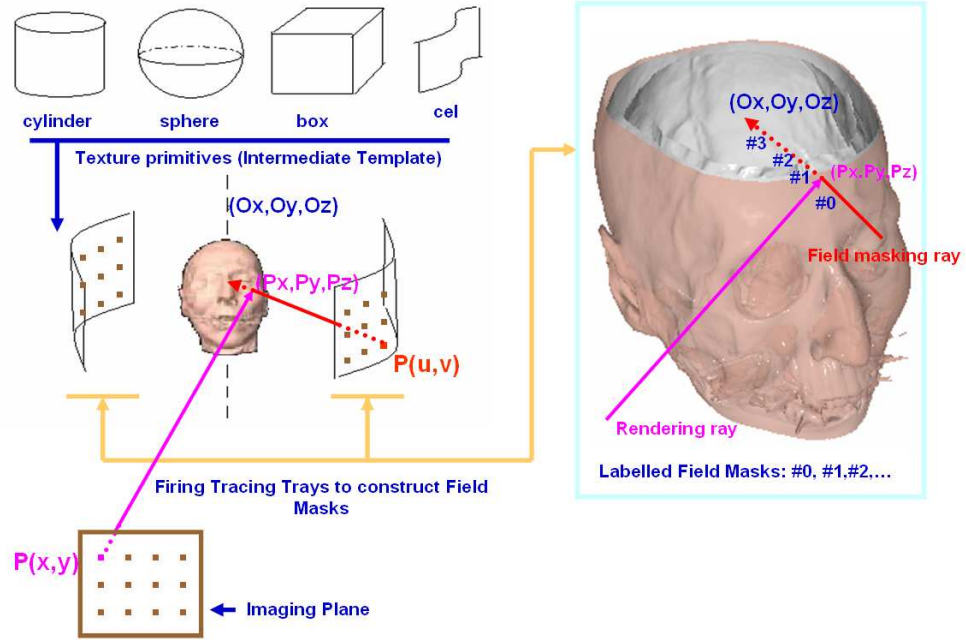 cylinder sphere box cel
Texture primitives (Intermediate Template)
(Ox,Oy,Oz)
(Px,Py,Pz)
P(u,v)
Firing Tracing Trays to construct Field
Masks
P(x,y)
Imaging Plane
(Ox,Oy,Oz)
#3
#2
#1
(Px.Py,Pz)
#0
Field masking ray
Rendering ray
Labelled Field Masks: #0, #1,#2,...